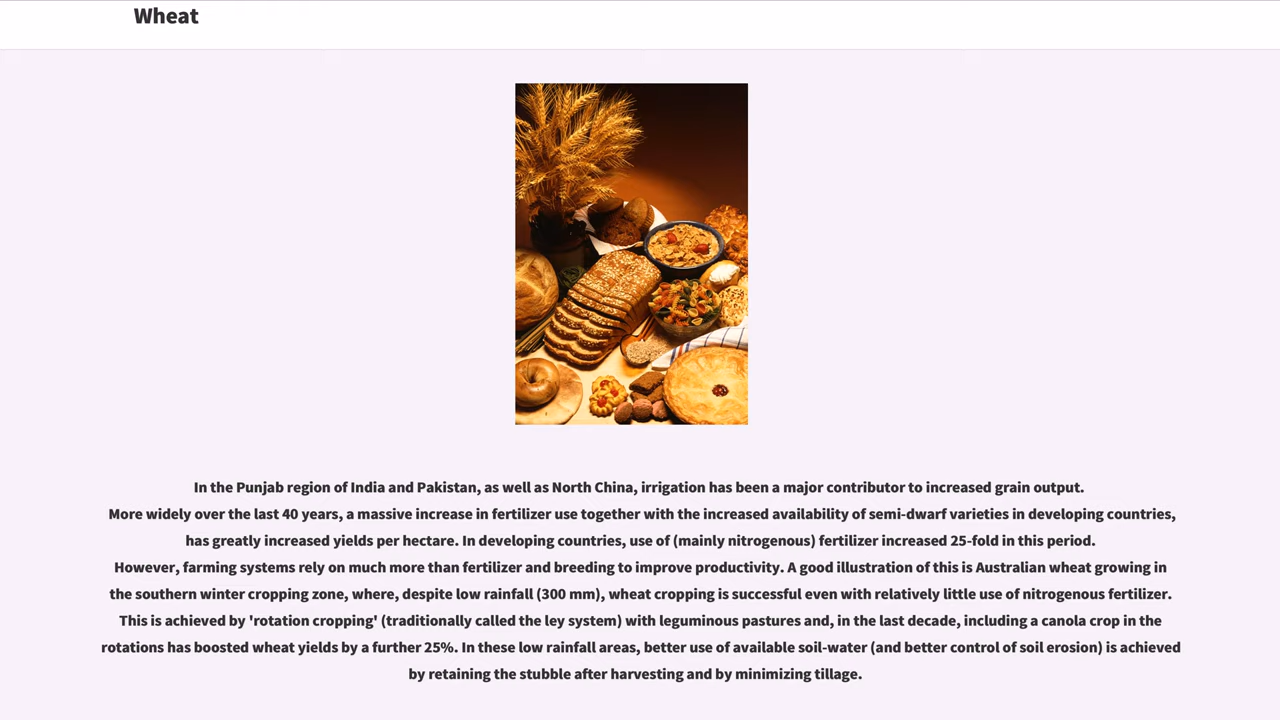 Wheat
In the Punjab region of India and Pakistan, as well as North China, irrigation has been a major contributor to increased grain output.
More widely over the last 40 years, a massive increase in fertilizer use together with the increased availability of semi-dwarf varieties in developing countries,
has greatly increased yields per hectare. In developing countries, use of (mainly nitrogenous) fertilizer increased 25-fold in this period.
However, farming systems rely on much more than fertilizer and breeding to improve productivity. A good illustration of this is Australian wheat growing in
the southern winter cropping zone, where, despite low rainfall (300 mm), wheat cropping is successful even with relatively little use of nitrogenous fertilizer.
This is achieved by 'rotation cropping' (traditionally called the ley system) with leguminous pastures and, in the last decade, including a canola crop in the
rotations has boosted wheat yields by a further 25%. In these low rainfall areas, better use of available soil-water (and better control of soil erosion) is achieved
by retaining the stubble after harvesting and by minimizing tillage.